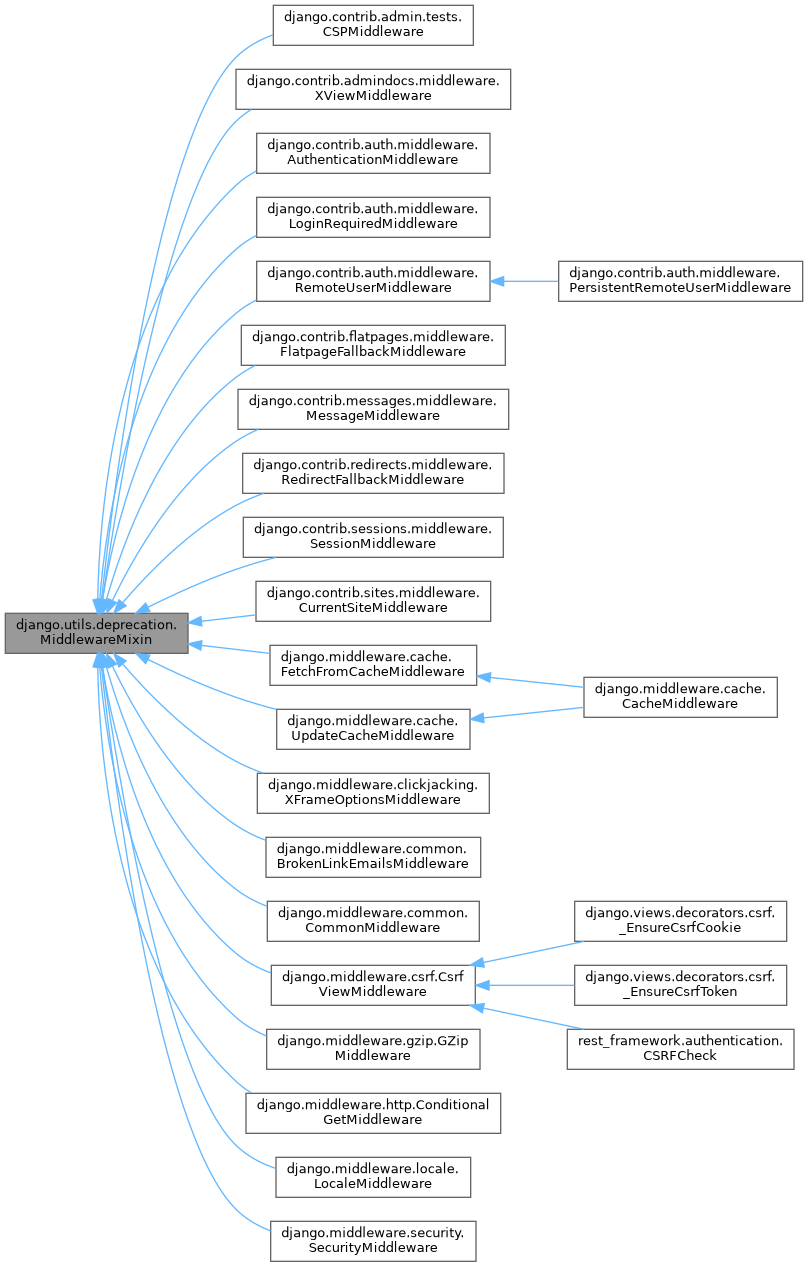 django.contrib.admin.tests.
CSPMiddleware
django.contrib.admindocs.middleware.
XViewMiddleware
django.contrib.auth.middleware.
AuthenticationMiddleware
django.contrib.auth.middleware.
LoginRequiredMiddleware
django.contrib.auth.middleware.
RemoteUserMiddleware
django.contrib.auth.middleware.
PersistentRemoteUserMiddleware
django.contrib.flatpages.middleware.
FlatpageFallbackMiddleware
django.contrib.messages.middleware.
MessageMiddleware
django.contrib.redirects.middleware.
RedirectFallbackMiddleware
django.contrib.sessions.middleware.
SessionMiddleware
django.contrib.sites.middleware.
CurrentSiteMiddleware
django.utils.deprecation.
MiddlewareMixin
django.middleware.cache.
FetchFromCacheMiddleware
django.middleware.cache.
CacheMiddleware
django.middleware.cache.
UpdateCacheMiddleware
django.middleware.clickjacking.
XFrameOptionsMiddleware
django.middleware.common.
BrokenLinkEmailsMiddleware
django.middleware.common.
CommonMiddleware
django.views.decorators.csrf.
_EnsureCsrfCookie
django.middleware.csrf.Csrf
ViewMiddleware
django.views.decorators.csrf.
_EnsureCsrfToken
django.middleware.gzip.GZip
Middleware
rest_framework.authentication.
CSRFCheck
django.middleware.http.Conditional
GetMiddleware
django.middleware.locale.
LocaleMiddleware
django.middleware.security.
SecurityMiddleware